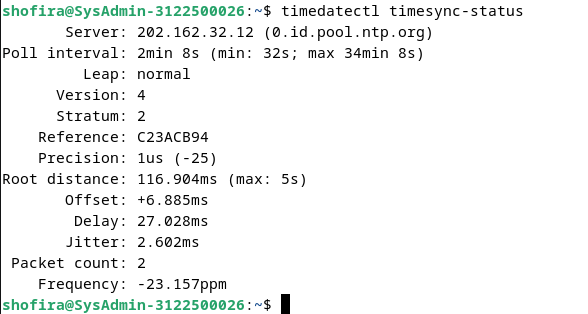 shofira@SysAdmin-3122500026:~$ timedatectl timesync-status
Server: 202.162.32.12 (0.id.pool.ntp.org)
Poll interval: 2min 8s (min: 32s; max 34min 8s)
Leap: normal
Version: 4
Stratum: 2
Reference: C23ACB94
Precision: 1us (-25)
Root distance: 116.904ms (max: 5s)
Offset: +6.885ms
Delay: 27.028ms
Jitter: 2.602ms
Packet count: 2
Frequency: -23.157ppm
shofira@SysAdmin-3122500026:~$